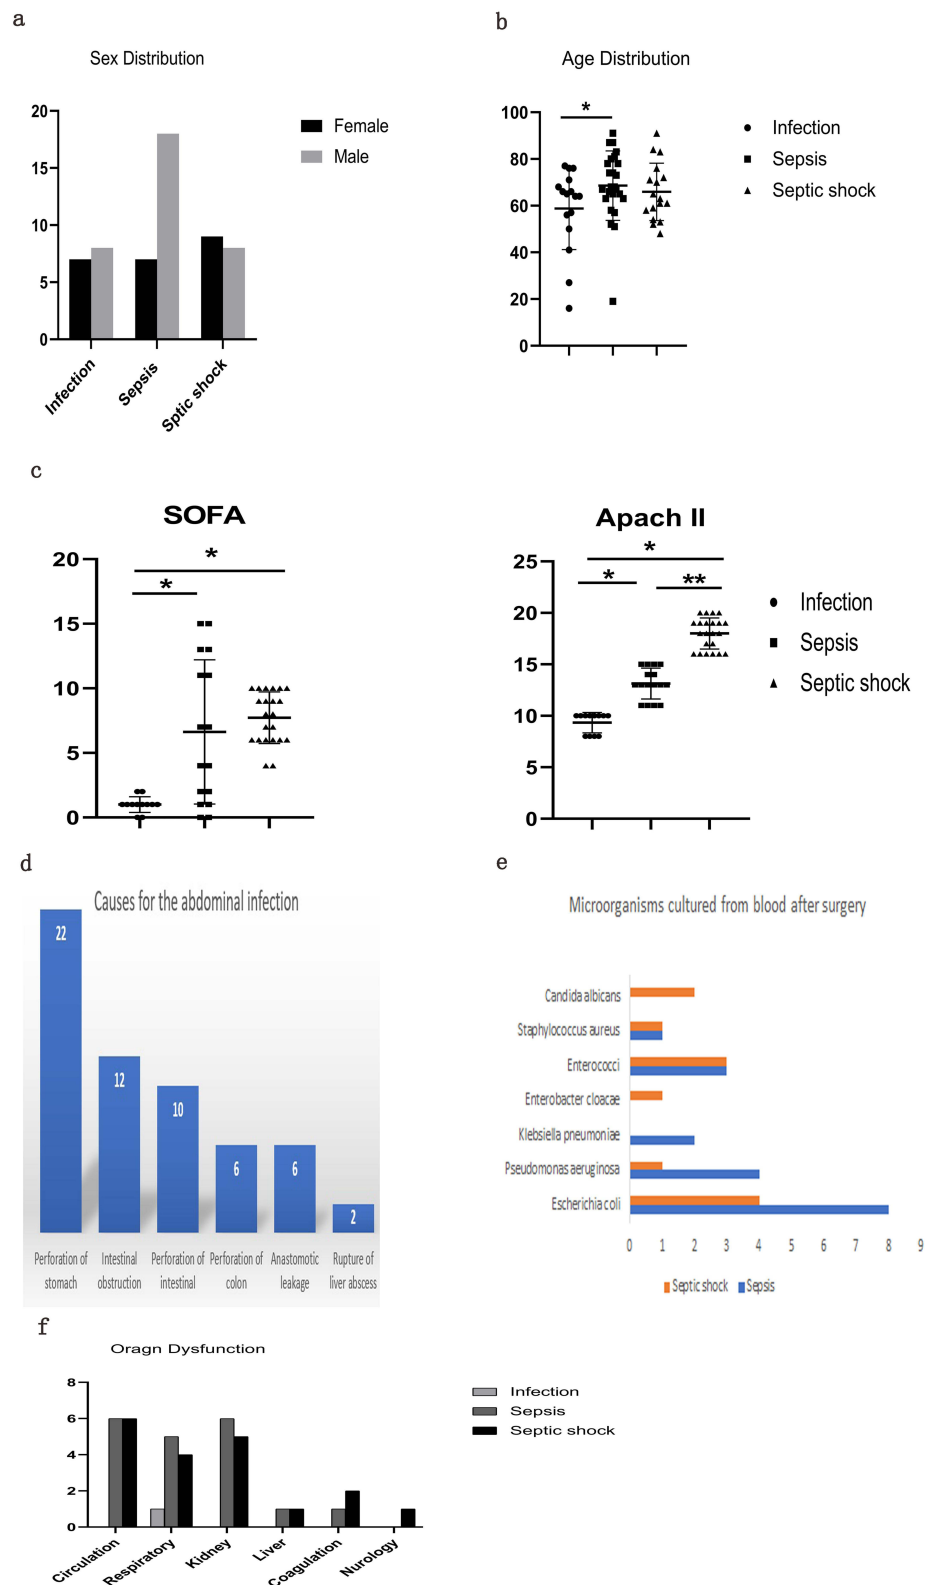 a
Sex Distribution
20
15
10
5
0
Female
Male
Infection
Sepsis
Sptic shock
b
Age Distribution
100
80
60
40
20
0
*
Infection
Sepsis
Septic shock
c
SOFA
20
15
10
5
0
*
*
Apach II
25
20
15
10
5
0
*
*
**
Infection
Sepsis
Septic shock
d
Causes for the abdominal infection
22
12
10
6
6
2
Perforation of
stomach
Intestinal
obstruction
Perforation of
intestinal
Perforation of
colon
Anastomotic
leakage
Rupture of
liver abscess
e
Microorganisms cultured from blood after surgery
Candida albicans
Staphylococcus aureus
Enterococci
Enterobacter cloacae
Klebsiella pneumoniae
Pseudomonas aeruginosa
Escherichia coli
0 1 2 3 4 5 6 7 8 9
Septic shock Sepsis
f
Oragn Dysfunction
8
6
4
2
0
Infection
Sepsis
Septic shock
Circulation
Respiratory
Kidney
Liver
Coagulation
Nurology